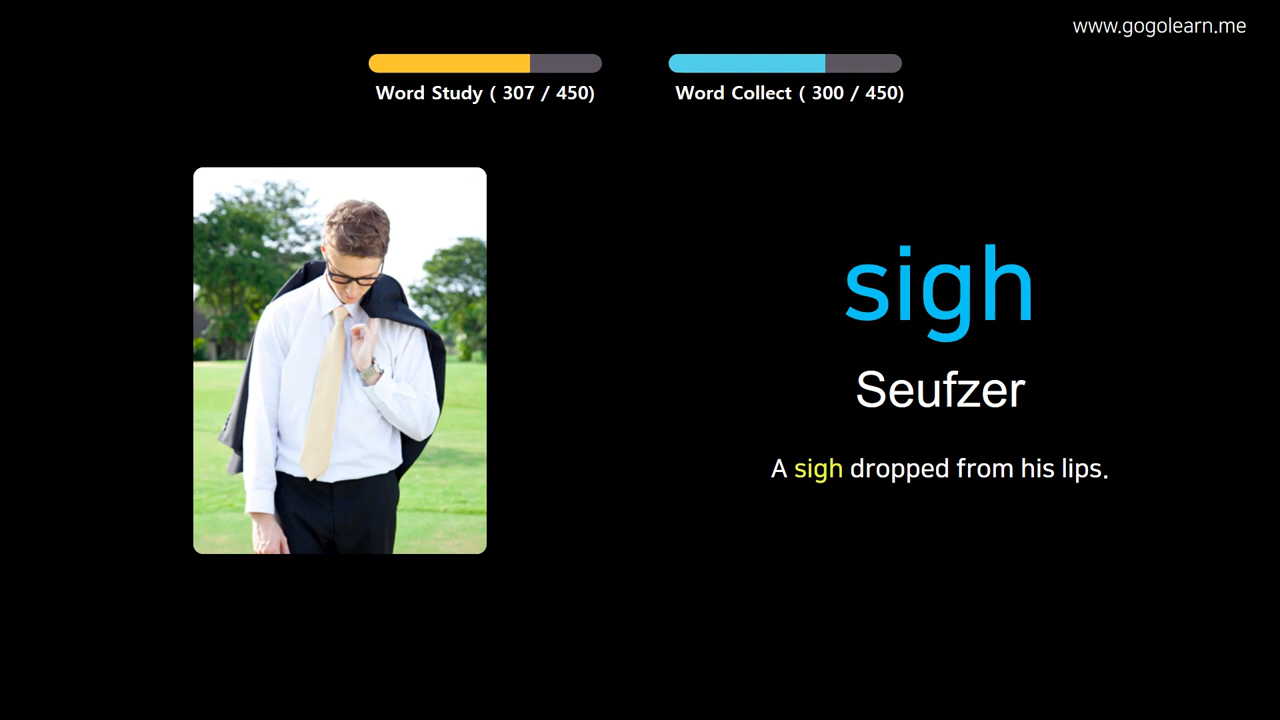 www.gogolearn.me
Word Study ( 307 / 450)
Word Collect ( 300 / 450)
sigh
Seufzer
A sigh dropped from his lips.